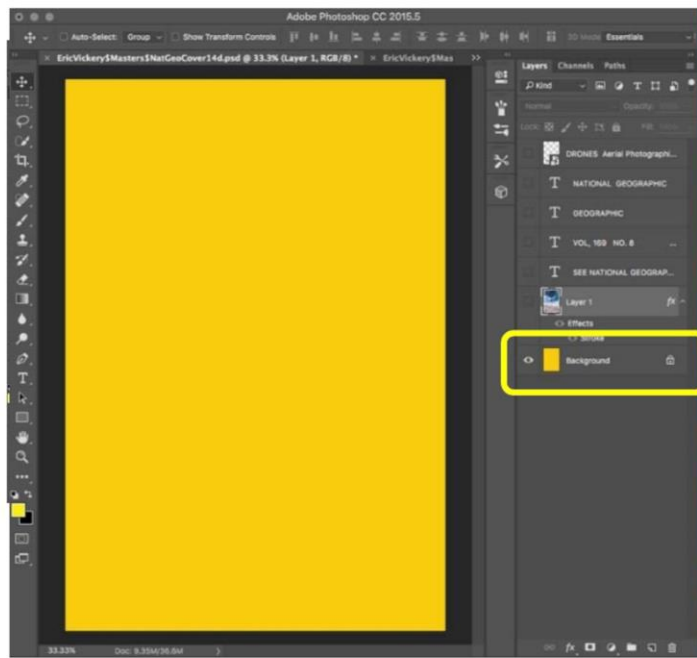 Adobe Photoshop CC 2015.5
Auto-Select: Group Show Transform Controls 3D Mode Essentials
× EricVickery$Masters$NatGeoCover14d.psd @ 33.3% (Layer 1, RGB/8) * × EricVickery$Mas >>
Layers Channels Paths
Kind
Normal Opacity:
Lock: Fill:
DRONES Aerial Photographi...
T NATIONAL GEOGRAPHIC
T GEOGRAPHIC
T VOL, 169 NO. 8 ..
T SEE NATIONAL GEOGRAP...
Layer 1 fx
Effects
Stroke
Background
33.33% Doc: 9.35M/36.6M >